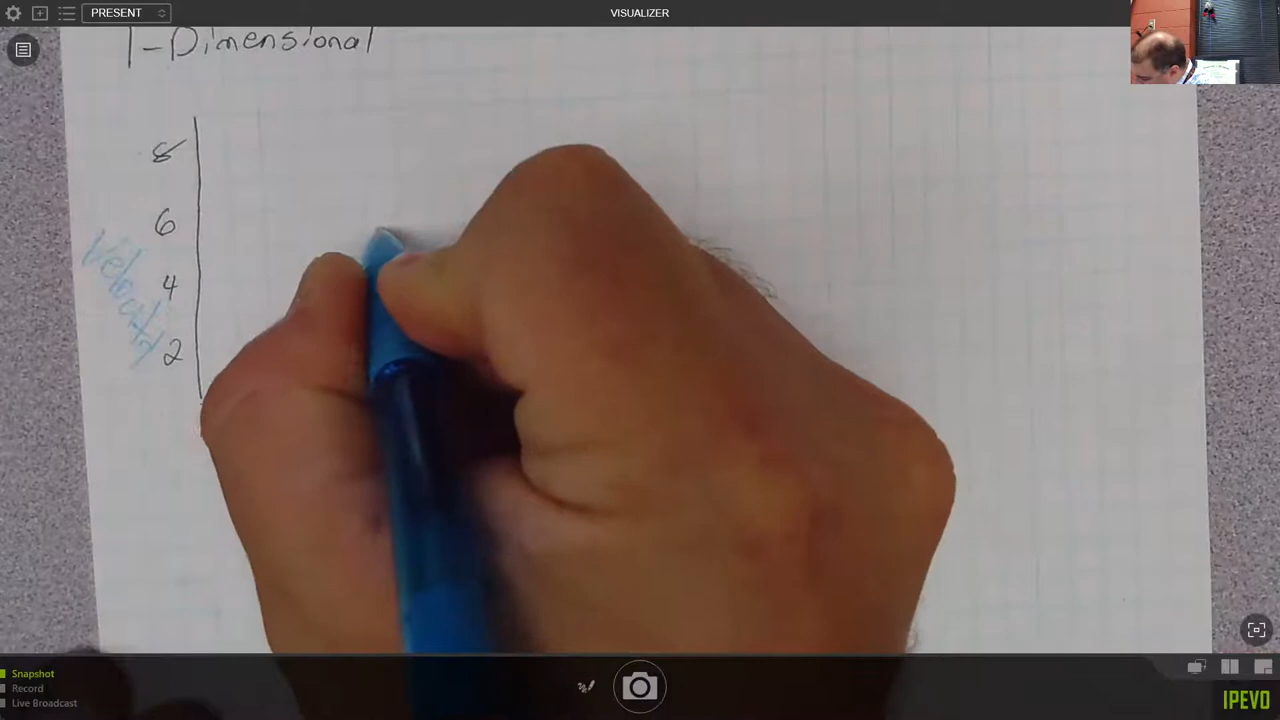 PRESENT
VISUALIZER
1-Dimensional
8
6
4
2
Velocity
Snapshot
Record
Live Broadcast
IPEVO